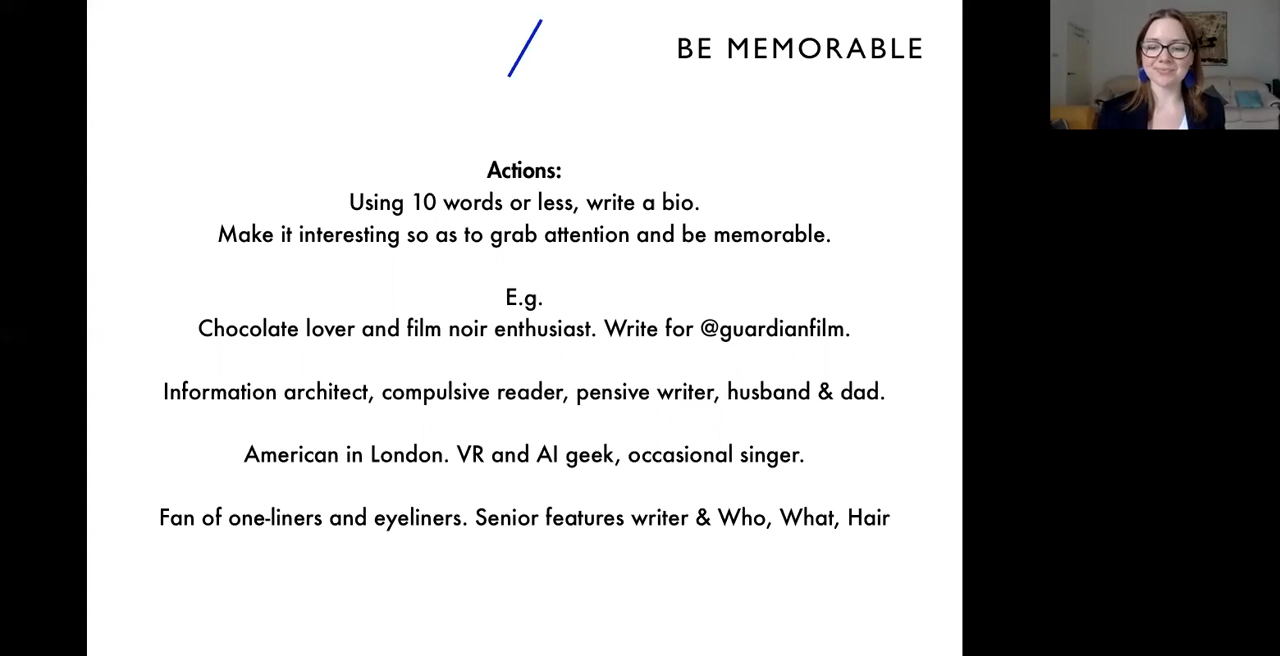 BE MEMORABLE
Actions:
Using 10 words or less, write a bio.
Make it interesting so as to grab attention and be memorable.
E.g.
Chocolate lover and film noir enthusiast. Write for @guardianfilm.
Information architect, compulsive reader, pensive writer, husband & dad.
American in London. VR and AI geek, occasional singer.
Fan of one-liners and eyeliners. Senior features writer & Who, What, Hair